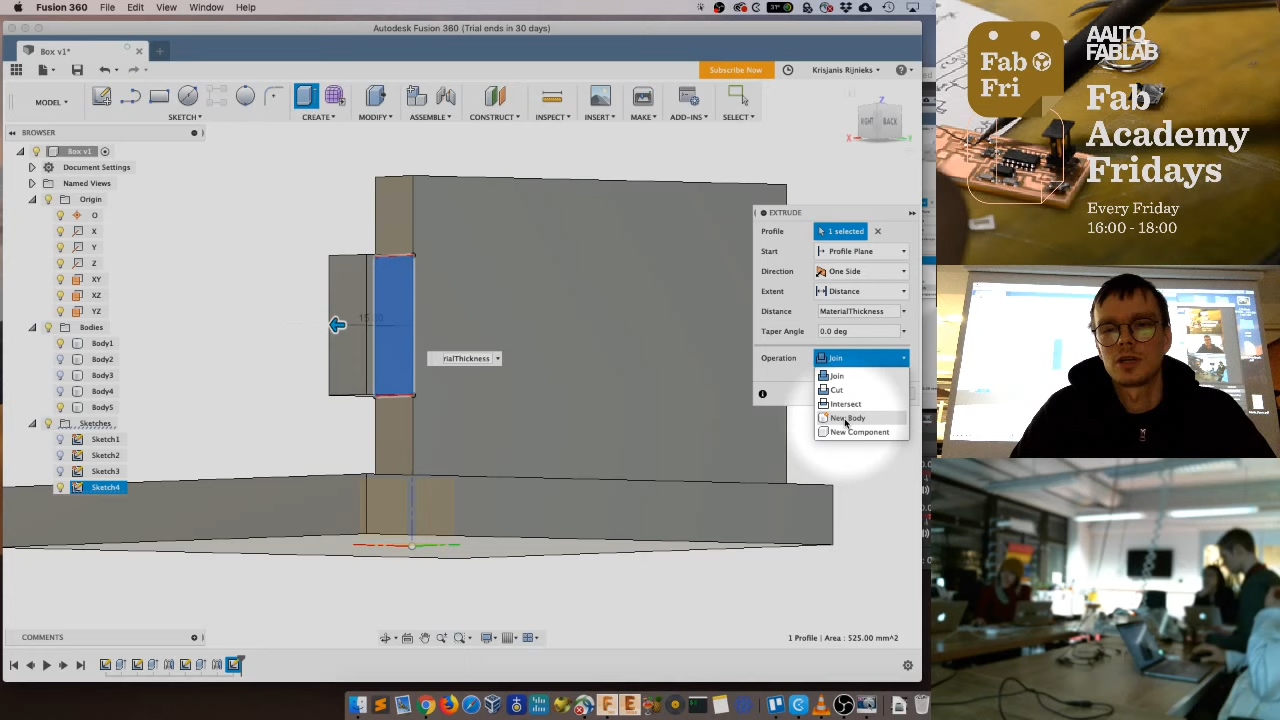 Fusion 360 File Edit View Window Help
31°
Autodesk Fusion 360 (Trial ends in 30 days)
Box v1*
Subscribe Now
Krisjanis Rijnieks
MODEL
SKETCH
CREATE
MODIFY
ASSEMBLE
CONSTRUCT
INSPECT
INSERT
MAKE
ADD-INS
SELECT
BROWSER
Z
RIGHT
BACK
X
Y
Box v1
Document Settings
Named Views
Origin
O
X
Y
Z
XY
XZ
YZ
Bodies
Body1
Body2
Body3
Body4
Body5
Sketches
Sketch1
Sketch2
Sketch3
Sketch4
rialThickness
EXTRUDE
Profile 1 selected
Start Profile Plane
Direction One Side
Extent Distance
Distance MaterialThickness
Taper Angle 0.0 deg
Operation Join
Join
Cut
Intersect
New Body
New Component
COMMENTS
1 Profile | Area : 525.00 mm^2
Fab
Fri
AALTO
FABLAB
Fab
Academy
Fridays
Every Friday
16:00 - 18:00